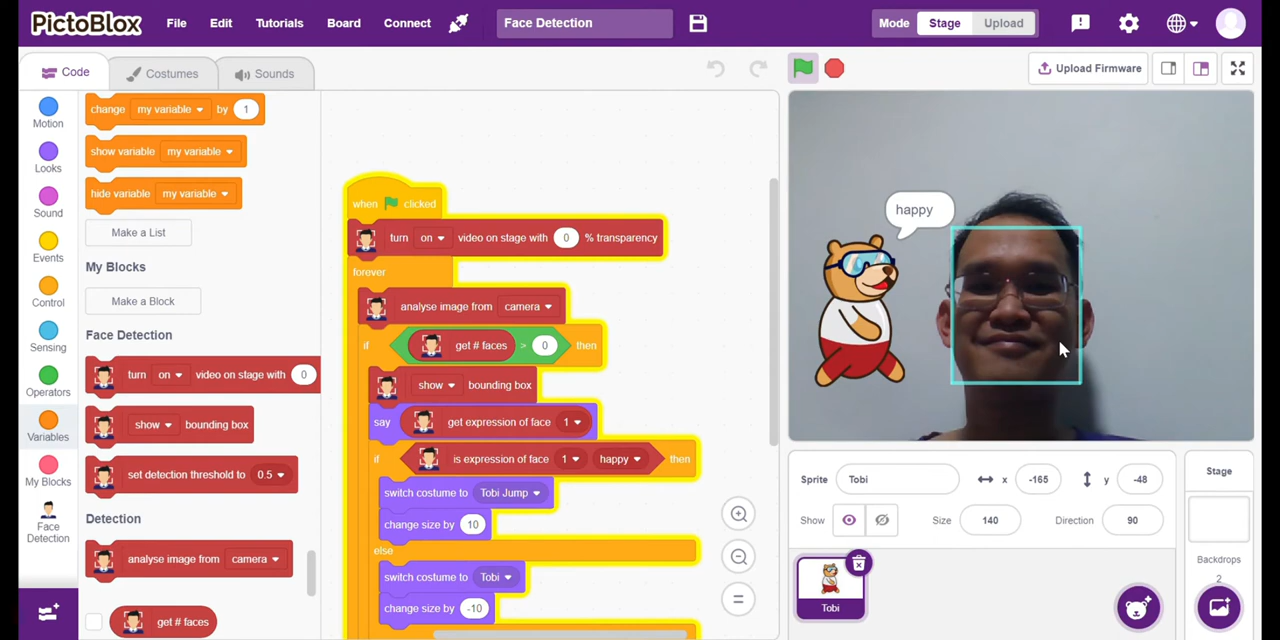 PictoBlox File Edit Tutorials Board Connect Face Detection Mode Stage Upload
Code Costumes Sounds Upload Firmware
Motion
Looks
Sound
Events
Control
Sensing
Operators
Variables
My Blocks
Face
Detection
change my variable by 1
show variable my variable
hide variable my variable
Make a List
My Blocks
Make a Block
Face Detection
turn on video on stage with 0
show bounding box
set detection threshold to 0.5
Detection
analyse image from camera
get # faces
when clicked
turn on video on stage with 0 % transparency
forever
analyse image from camera
if get # faces > 0 then
show bounding box
say get expression of face 1
if is expression of face 1 happy then
switch costume to Tobi Jump
change size by 10
else
switch costume to Tobi
change size by -10
happy
Sprite Tobi x -165 y -48
Show Size 140 Direction 90
Tobi
Stage
Backdrops
2